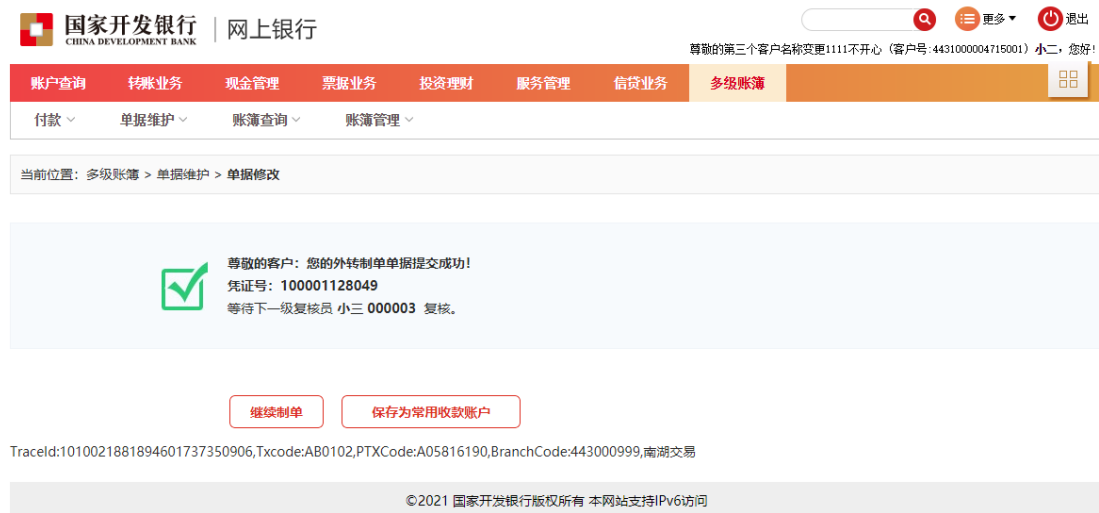 国家开发银行
CHINA DEVELOPMENT BANK
网上银行
更多
退出
尊敬的第三个客户名称变更1111不开心（客户号:4431000004715001）小二，您好!
账户查询 转账业务 现金管理 票据业务 投资理财 服务管理 信贷业务 多级账簿
付款 单据维护 账簿查询 账簿管理
当前位置：多级账簿 > 单据维护 > 单据修改
尊敬的客户：您的外转制单单据提交成功！
凭证号：100001128049
等待下一级复核员 小三 000003 复核。
继续制单 保存为常用收款账户
TraceId:1010021881894601737350906,Txcode:AB0102,PTXCode:A05816190,BranchCode:443000999,南湖交易
©2021 国家开发银行版权所有 本网站支持IPv6访问